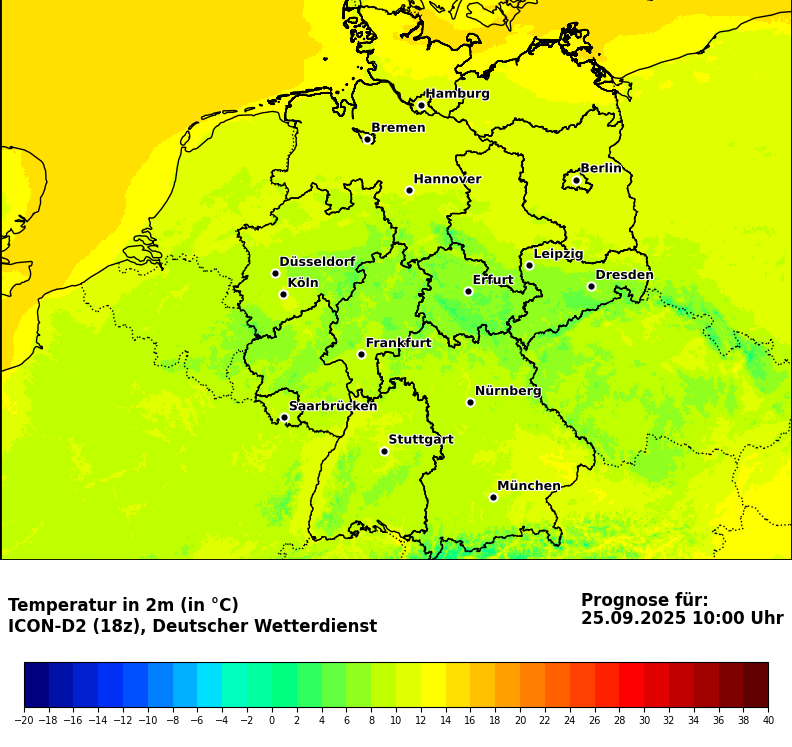 Hamburg
Bremen
Berlin
Hannover
Leipzig
Düsseldorf
Dresden
Köln
Erfurt
Frankfurt
Nürnberg
Saarbrücken
Stuttgart
München
Temperatur in 2m (in °C)
ICON-D2 (18z), Deutscher Wetterdienst
Prognose für:
25.09.2025 10:00 Uhr
−20 −18 −16 −14 −12 −10 −8 −6 −4 −2 0 2 4 6 8 10 12 14 16 18 20 22 24 26 28 30 32 34 36 38 40